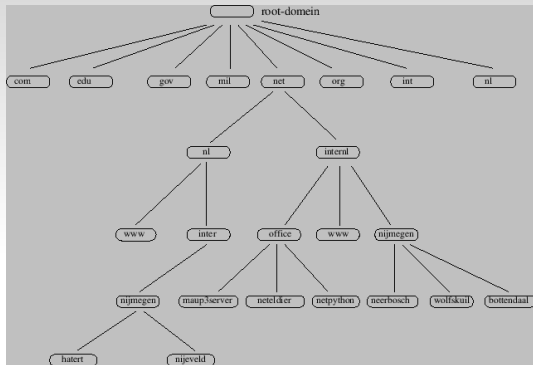 root-domein
com edu gov mil net org int nl
nl internl
www inter office www nijmegen
nijmegen maup3server neteldier netpython neerbosch wolfskuil bottendaal
hatert nijeveld